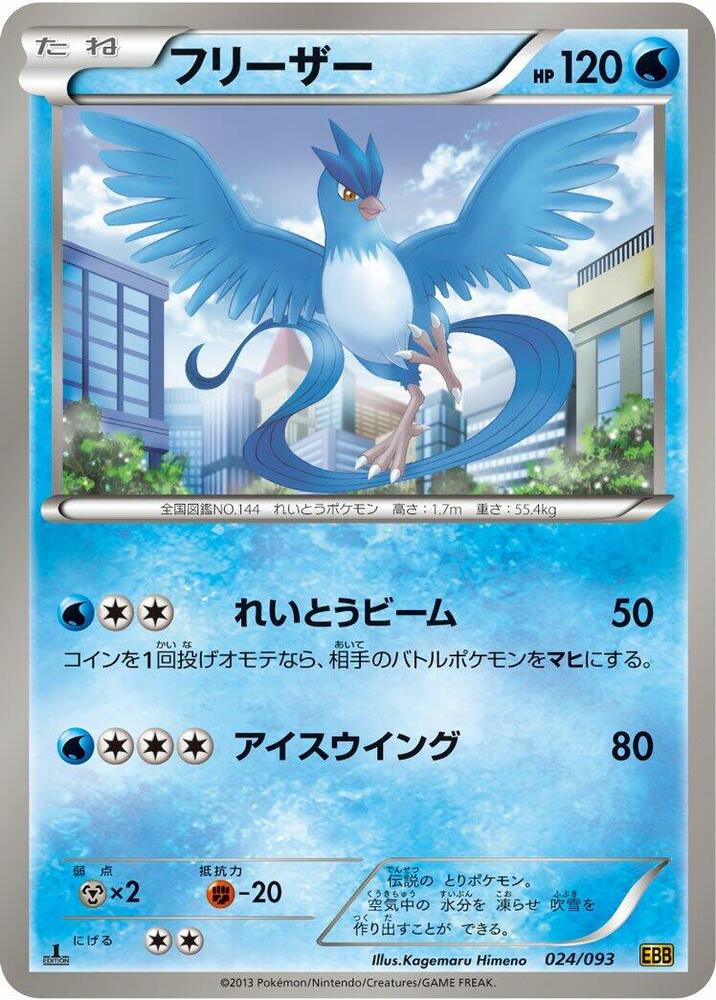 たね
フリーザー
HP120
全国図鑑NO.144 れいとうポケモン 高さ:1.7m 重さ:55.4kg
れいとうビーム 50
コインを1回投げオモテなら、相手のバトルポケモンをマヒにする。
アイスウイング 80
弱点 抵抗力
×2 -20
にげる
伝説の とりポケモン。
空気中の 水分を 凍らせ 吹雪を
作り出すことが できる。
1 EDITION
Illus.Kagemaru Himeno 024/093 EBB
©2013 Pokémon/Nintendo/Creatures/GAME FREAK.